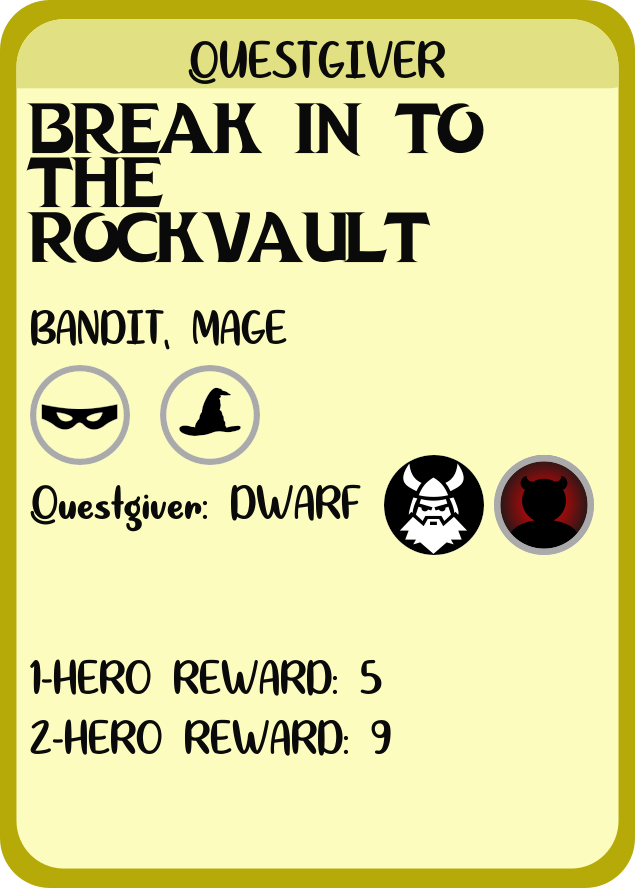 QUESTGIVER
BREAK IN TO
THE
ROCKVAULT
BANDIT, MAGE
Questgiver: DWARF
1-HERO REWARD: 5
2-HERO REWARD: 9